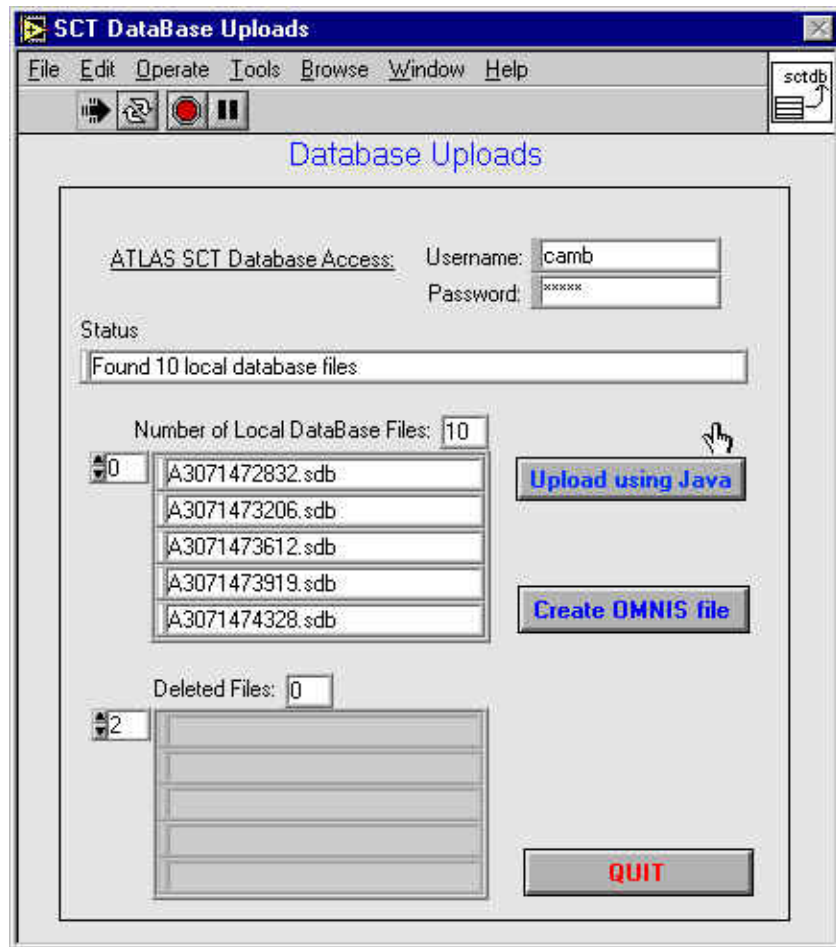 SCT DataBase Uploads
File Edit Operate Tools Browse Window Help
sctdb
Database Uploads
ATLAS SCT Database Access:
Username: camb
Password: *****
Status
Found 10 local database files
Number of Local DataBase Files: 10
0
A3071472832.sdb
A3071473206.sdb
A3071473612.sdb
A3071473919.sdb
A3071474328.sdb
Upload using Java
Create OMNIS file
Deleted Files: 0
2
QUIT